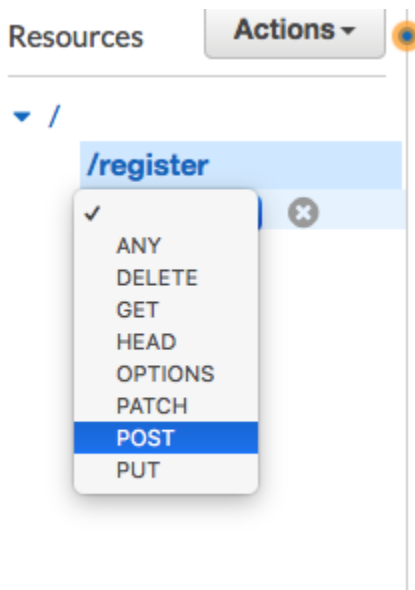 Resources
Actions
/
/register
ANY
DELETE
GET
HEAD
OPTIONS
PATCH
POST
PUT